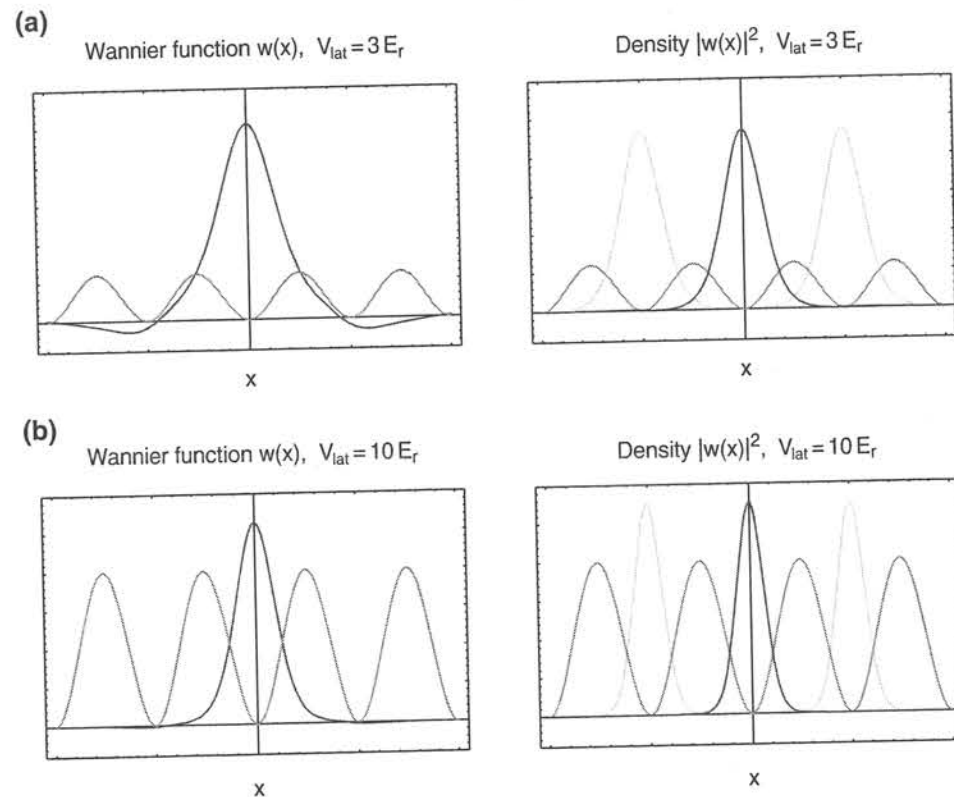 (a)
Wannier function w(x), V_lat = 3 E_r
Density |w(x)|², V_lat = 3 E_r
x
x
(b)
Wannier function w(x), V_lat = 10 E_r
Density |w(x)|², V_lat = 10 E_r
x
x